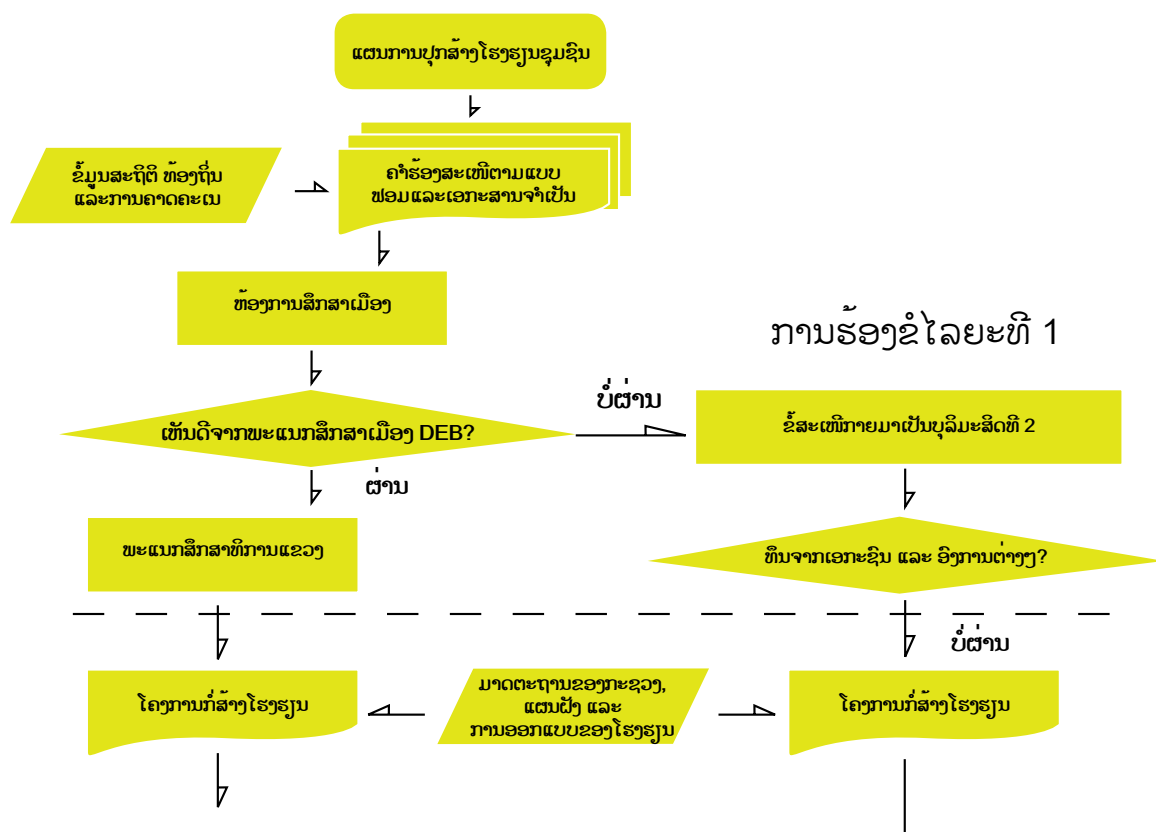 ແຜນການປຸກສ້າງໂຮງຮຽນຊຸມຊົນ
ຂໍ້ມູນສະຖິຕິ ທ້ອງຖິ່ນ
ແລະການຄາດຄະເນ
ຄຳຮ້ອງສະເໜີຕາມແບບ
ຟອມແລະເອກະສານຈຳເປັນ
ຫ້ອງການສຶກສາເມືອງ
ການຮ້ອງຂໍໄລຍະທີ 1
ເຫັນດີຈາກພະແນກສຶກສາເມືອງ DEB?
ບໍ່ຜ່ານ
ຂໍ້ສະເໜີກາຍມາເປັນບຸລິມະສິດທີ 2
ຜ່ານ
ພະແນກສຶກສາທິການແຂວງ
ທຶນຈາກເອກະຊົນ ແລະ ອົງການຕ່າງໆ?
ບໍ່ຜ່ານ
ໂຄງການກໍ່ສ້າງໂຮງຮຽນ
ມາດຕະຖານຂອງກະຊວງ,
ແຜນຜັງ ແລະ
ການອອກແບບຂອງໂຮງຮຽນ
ໂຄງການກໍ່ສ້າງໂຮງຮຽນ